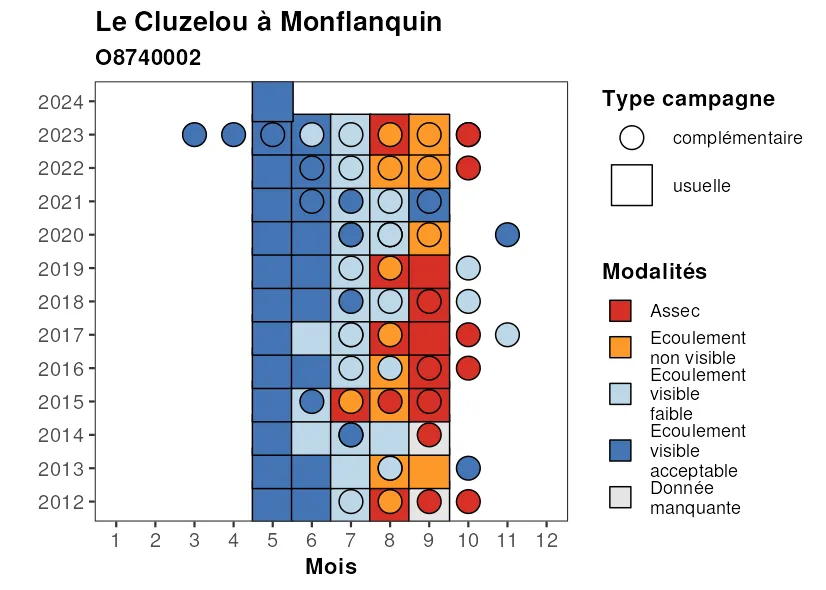 Le Cluzelou à Monflanquin
O8740002
2024
2023
2022
2021
2020
2019
2018
2017
2016
2015
2014
2013
2012
1 2 3 4 5 6 7 8 9 10 11 12
Mois
Type campagne
complémentaire
usuelle
Modalités
Assec
Ecoulement
non visible
Ecoulement
visible
faible
Ecoulement
visible
acceptable
Donnée
manquante